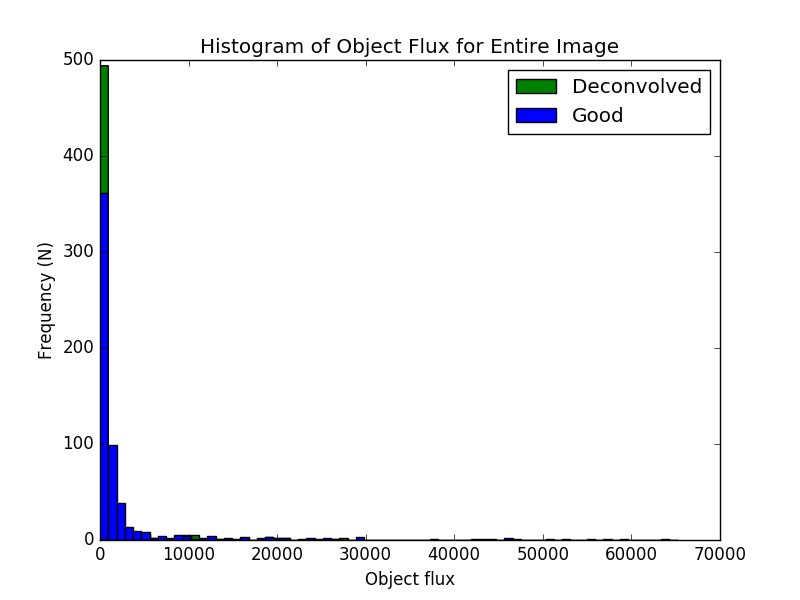 Histogram of Object Flux for Entire Image
Deconvolved
Good
500
400
300
200
100
0
Frequency (N)
0 10000 20000 30000 40000 50000 60000 70000
Object flux